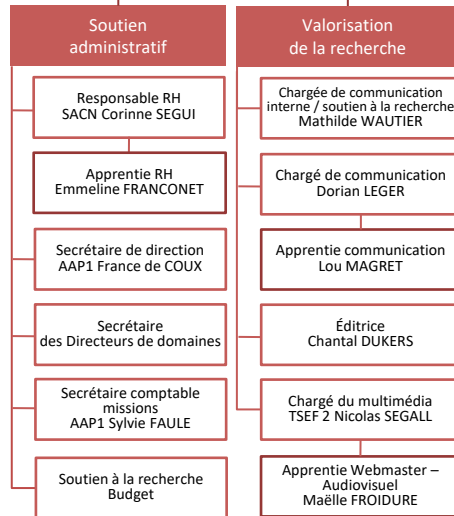 Soutien
administratif
Responsable RH
SACN Corinne SEGUI
Apprentie RH
Emmeline FRANCONET
Secrétaire de direction
AAP1 France de COUX
Secrétaire
des Directeurs de domaines
Secrétaire comptable
missions
AAP1 Sylvie FAULE
Soutien à la recherche
Budget
Valorisation
de la recherche
Chargée de communication
interne / soutien à la recherche
Mathilde WAUTIER
Chargé de communication
Dorian LEGER
Apprentie communication
Lou MAGRET
Éditrice
Chantal DUKERS
Chargé du multimédia
TSEF 2 Nicolas SEGALL
Apprentie Webmaster –
Audiovisuel
Maëlle FROIDURE